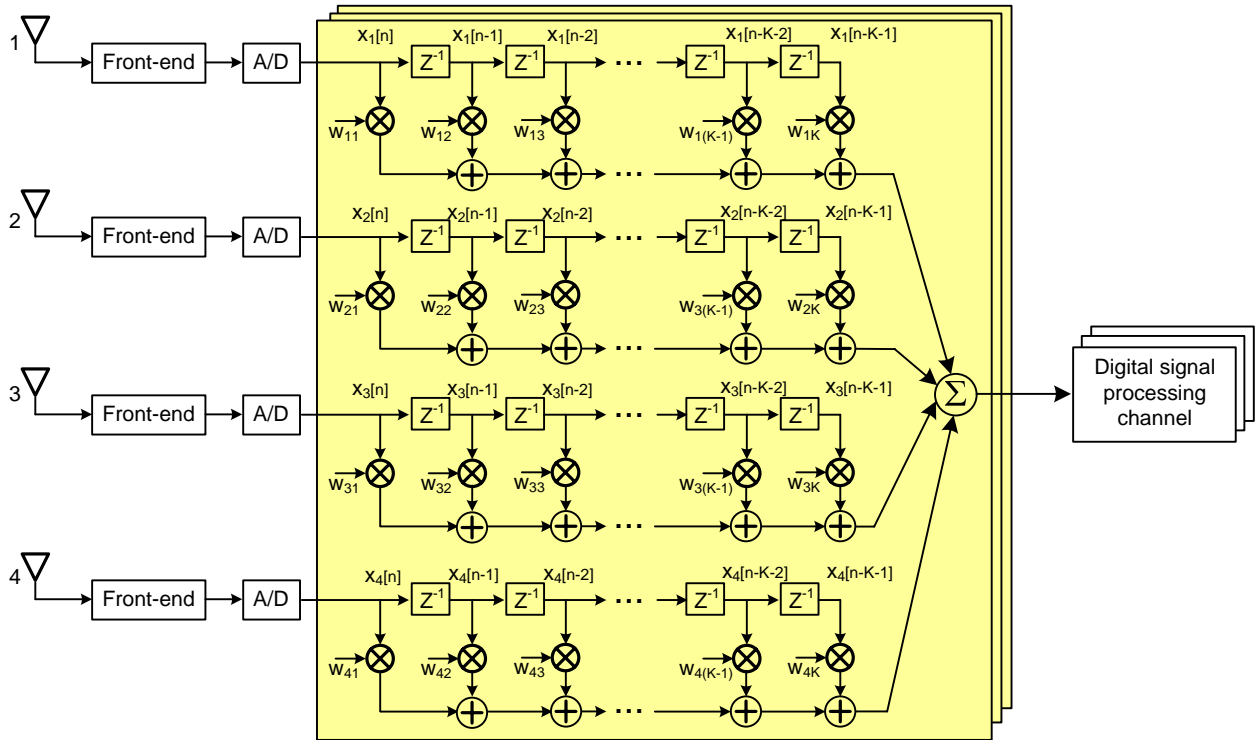 1
Front-end
A/D
x1[n]
x1[n-1]
x1[n-2]
x1[n-K-2]
x1[n-K-1]
Z-1
Z-1
...
Z-1
Z-1
w11
w12
w13
w1(K-1)
w1K
...
2
Front-end
A/D
x2[n]
x2[n-1]
x2[n-2]
x2[n-K-2]
x2[n-K-1]
Z-1
Z-1
...
Z-1
Z-1
w21
w22
w23
w3(K-1)
w2K
...
3
Front-end
A/D
x3[n]
x3[n-1]
x3[n-2]
x3[n-K-2]
x3[n-K-1]
Z-1
Z-1
...
Z-1
Z-1
w31
w32
w33
w3(K-1)
w3K
...
4
Front-end
A/D
x4[n]
x4[n-1]
x4[n-2]
x4[n-K-2]
x4[n-K-1]
Z-1
Z-1
...
Z-1
Z-1
w41
w42
w43
w4(K-1)
w4K
...
Σ
Digital signal
processing
channel